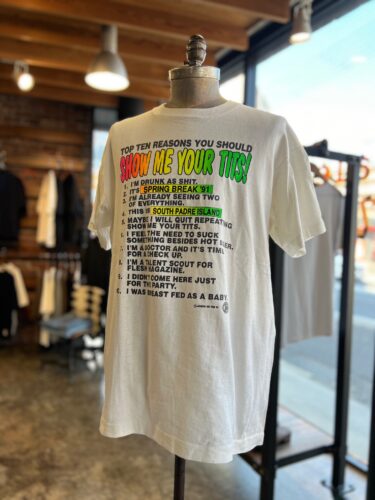 TOP TEN REASONS YOU SHOULD
SHOW ME YOUR TITS!
1. I'M DRUNK AS SHIT.
2. IT'S SPRING BREAK '91
3. I'M ALREADY SEEING TWO
OF EVERYTHING.
4. THIS IS SOUTH PADRE ISLAND!
5. MAYBE I WILL QUIT REPEATING
SHOW ME YOUR TITS.
6. I FEEL THE NEED TO SUCK
SOMETHING BESIDES HOT BEER.
7. I'M A DOCTOR AND IT'S TIME
FOR A CHECK UP.
8. I'M A TALENT SCOUT FOR
FLESH MAGAZINE.
9. I DIDN'T COME HERE JUST
FOR THE PARTY.
I WAS BREAST FED AS A BABY.